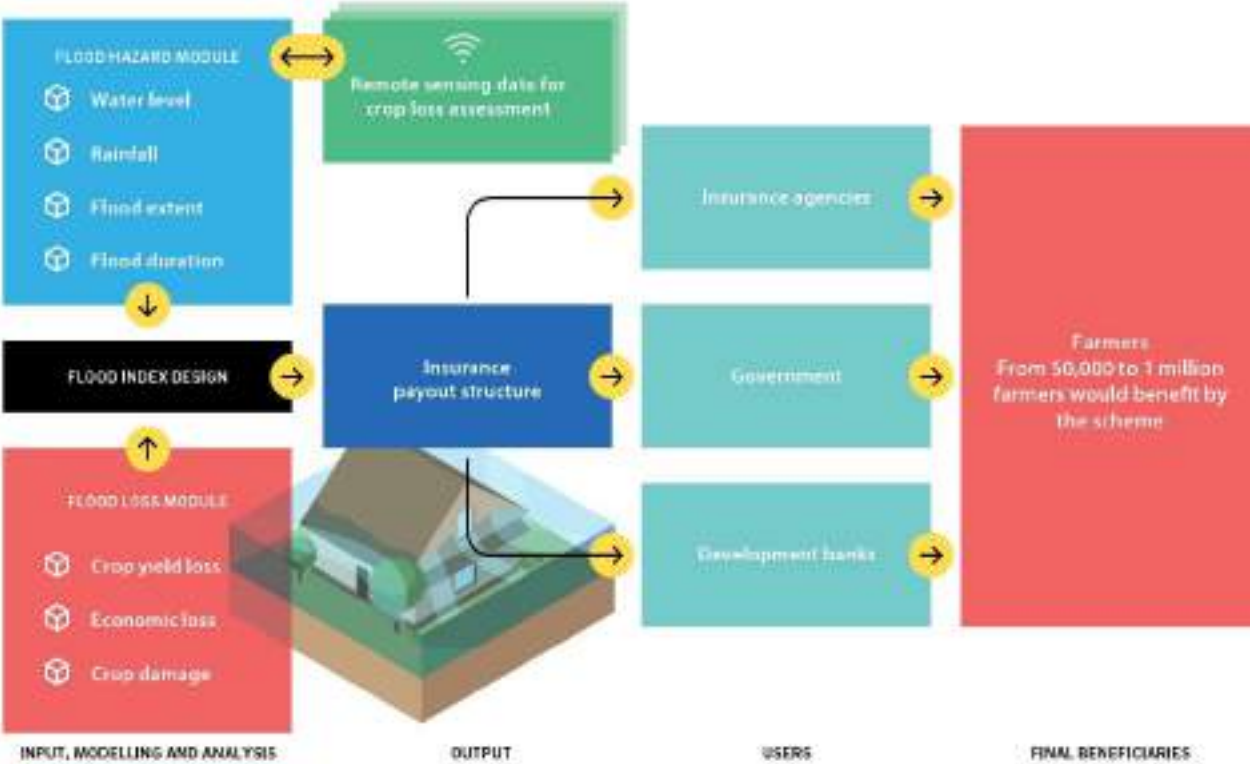 FLOOD HAZARD MODULE
Water level
Rainfall
Flood extent
Flood duration
Remote sensing data for
crop loss assessment
FLOOD INDEX DESIGN
FLOOD LOSS MODULE
Crop yield loss
Economic loss
Crop damage
Insurance
payout structure
Insurance agencies
Government
Development banks
Farmers
From 50,000 to 1 million
farmers would benefit by
the scheme
INPUT, MODELLING AND ANALYSIS
OUTPUT
USERS
FINAL BENEFICIARIES